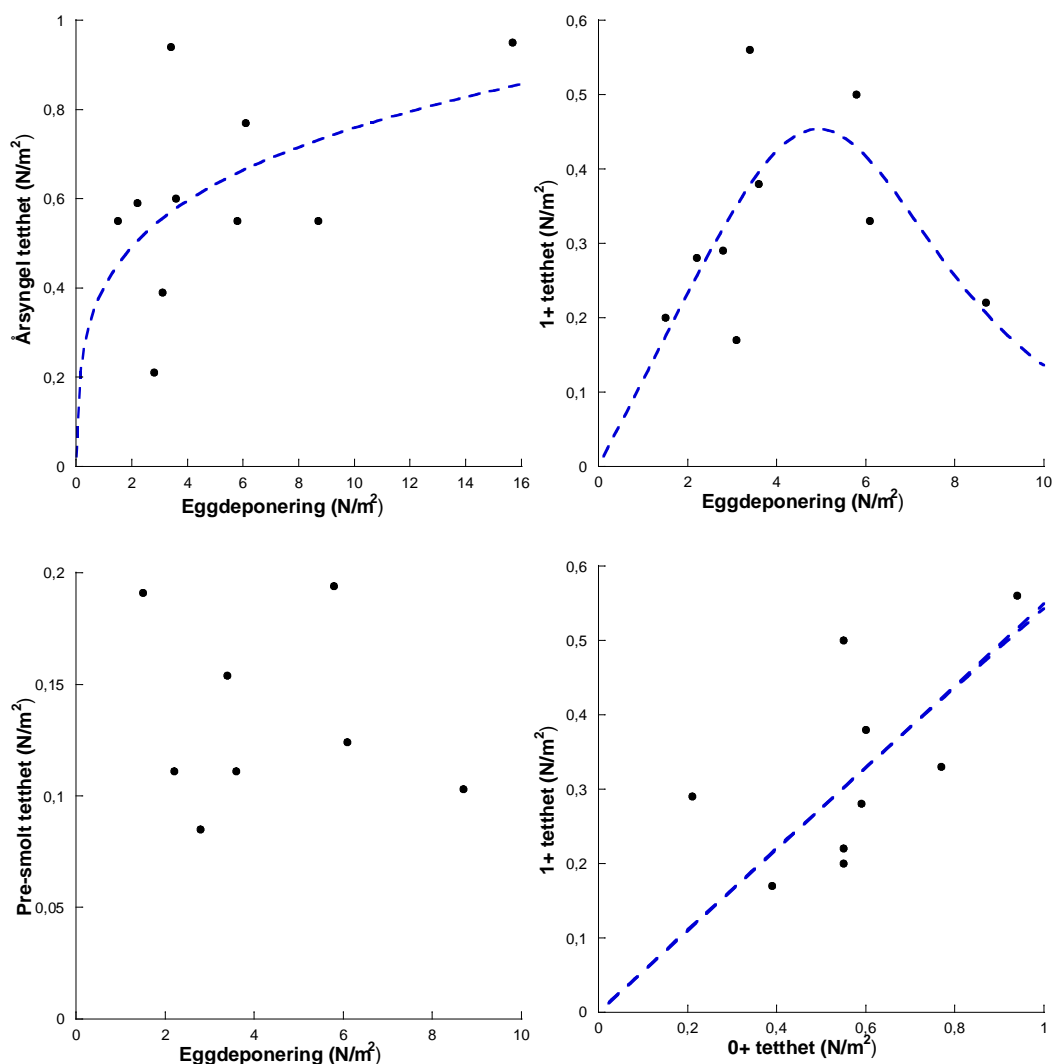 1
0,8
0,6
0,4
0,2
0
Årsyngel tetthet (N/m²)
0 2 4 6 8 10 12 14 16
Eggdeponering (N/m²)
0,6
0,5
0,4
0,3
0,2
0,1
0
1+ tetthet (N/m²)
0 2 4 6 8 10
Eggdeponering (N/m²)
0,2
0,15
0,1
0,05
0
Pre-smolt tetthet (N/m²)
0 2 4 6 8 10
Eggdeponering (N/m²)
0,6
0,5
0,4
0,3
0,2
0,1
0
1+ tetthet (N/m²)
0 0,2 0,4 0,6 0,8 1
0+ tetthet (N/m²)